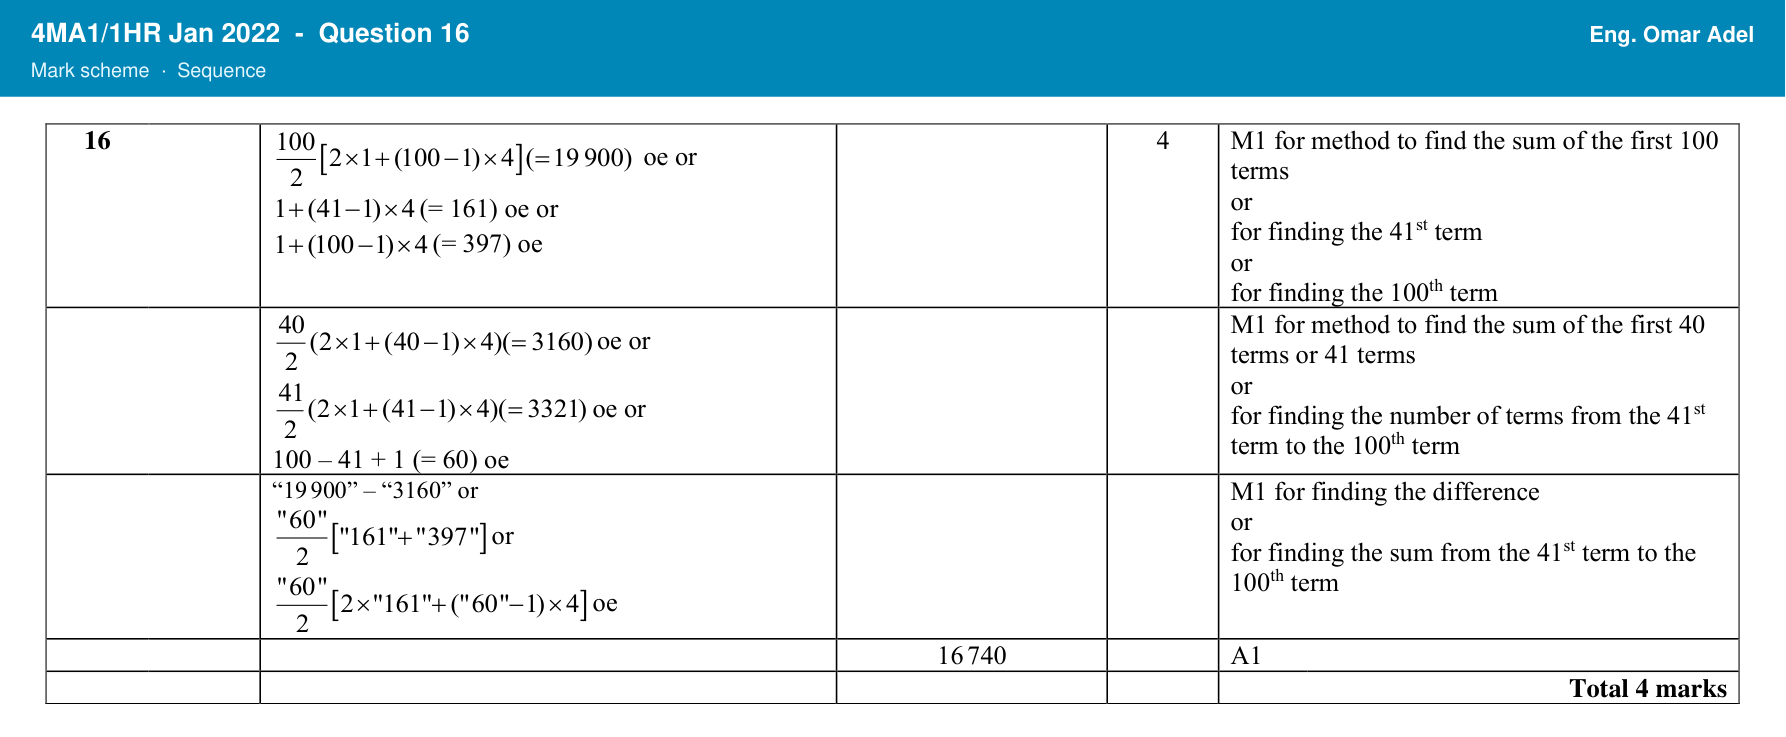 4MA1/1HR Jan 2022 - Question 16
Eng. Omar Adel
Mark scheme · Sequence
16
100/2 [2×1+(100−1)×4](=19 900) oe or
1+(41−1)×4 (= 161) oe or
1+(100−1)×4 (= 397) oe
4
M1 for method to find the sum of the first 100
terms
or
for finding the 41st term
or
for finding the 100th term
40/2 (2×1+(40−1)×4)(=3160) oe or
41/2 (2×1+(41−1)×4)(=3321) oe or
100 – 41 + 1 (= 60) oe
M1 for method to find the sum of the first 40
terms or 41 terms
or
for finding the number of terms from the 41st
term to the 100th term
“19 900” – “3160” or
"60"/2 ["161"+"397"] or
"60"/2 [2×"161"+("60"−1)×4] oe
M1 for finding the difference
or
for finding the sum from the 41st term to the
100th term
16 740
A1
Total 4 marks